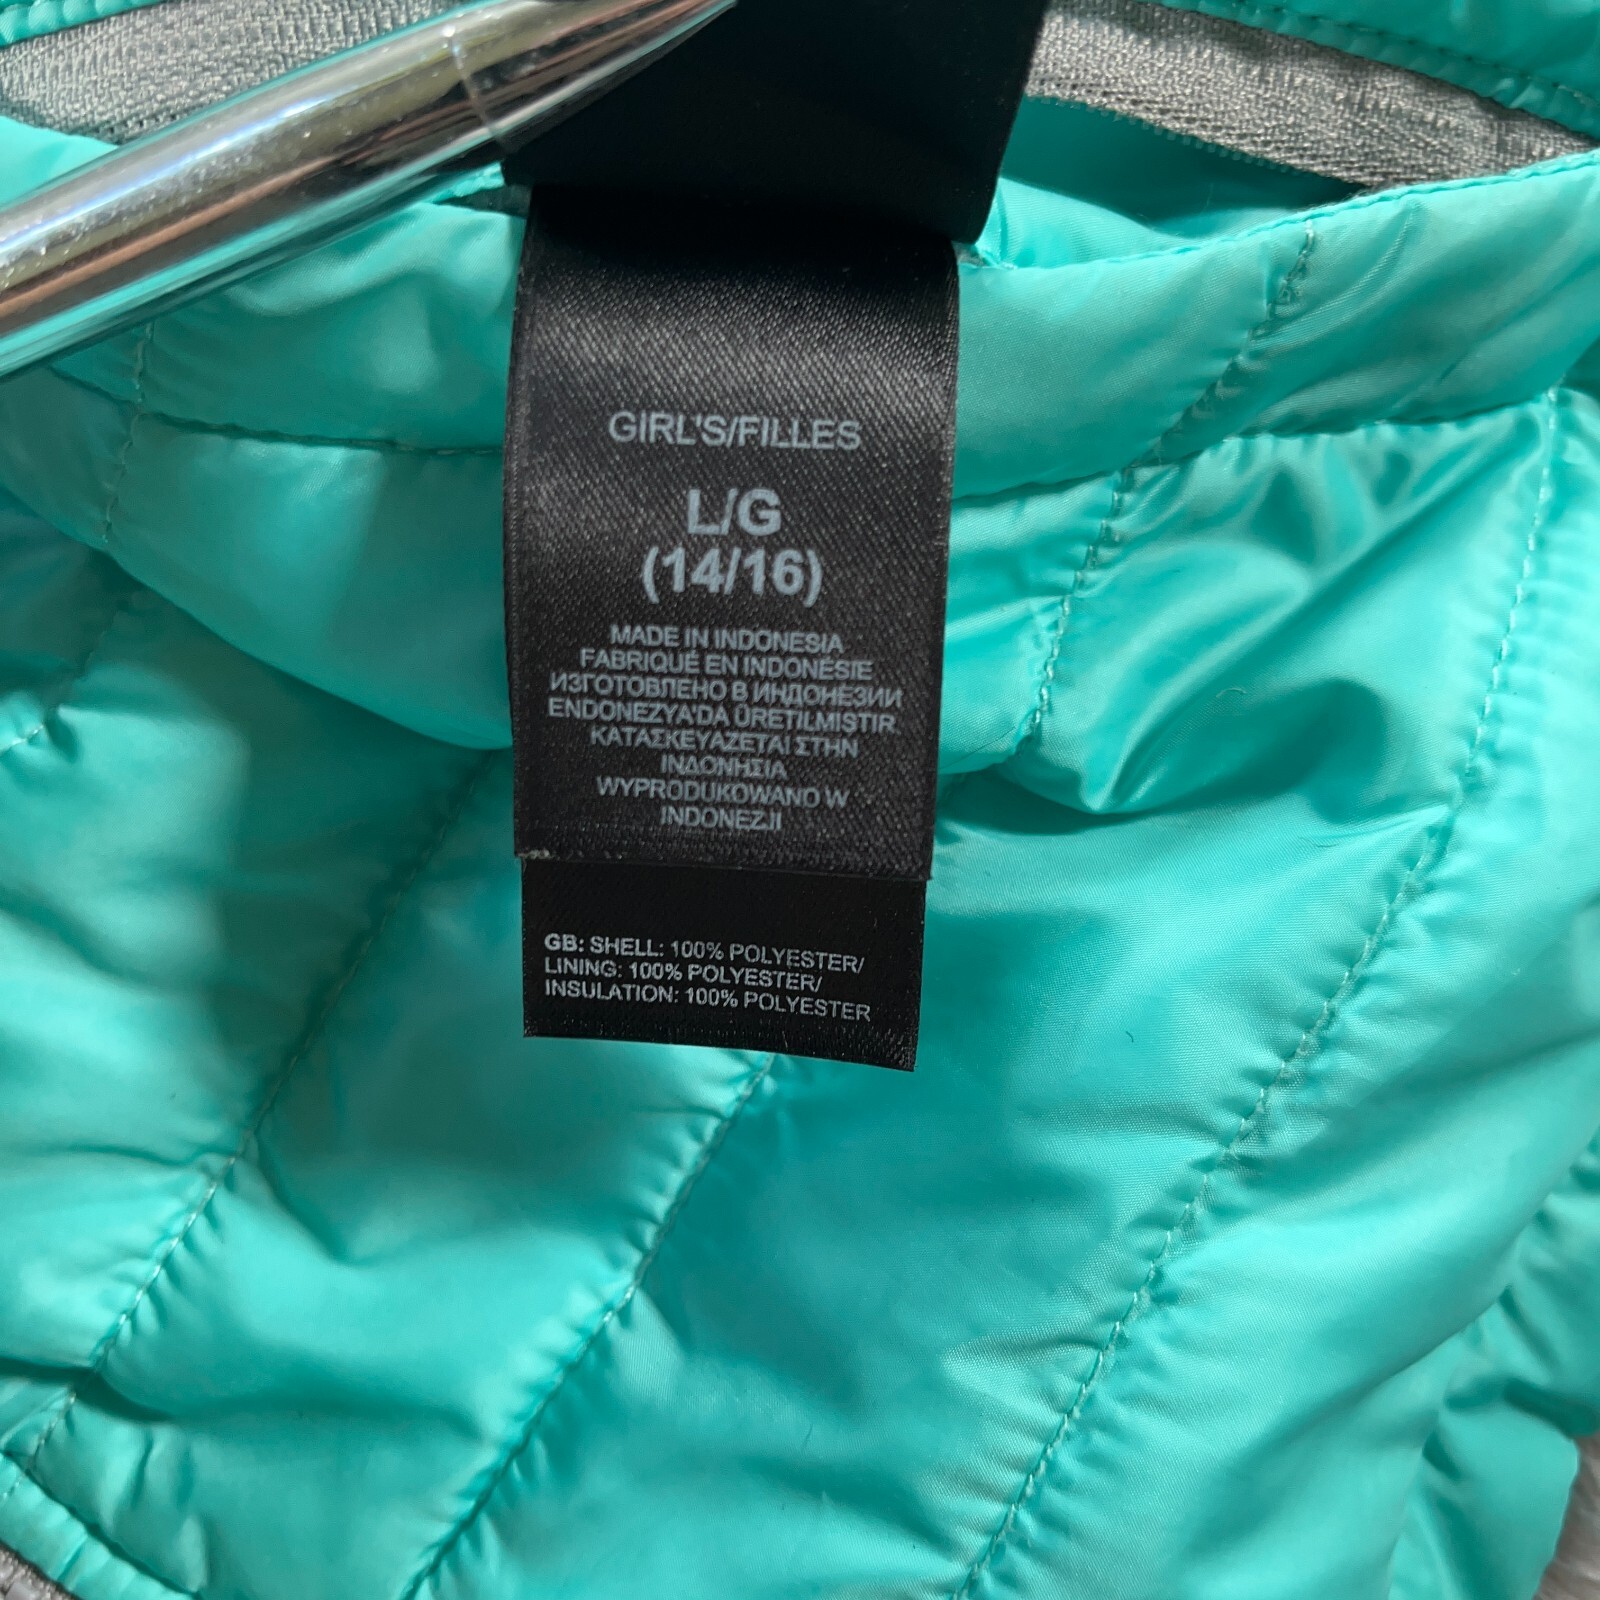 GIRL'S/FILLES
L/G
(14/16)
MADE IN INDONESIA
FABRIQUÉ EN INDONÉSIE
ИЗГОТОВЛЕНО В ИНДОНЕЗИИ
ENDONEZYA'DA ÜRETILMIŞTIR
ΚΑΤΑΣΚΕΥΑΖΕΤΑΙ ΣΤΗΝ
ΙΝΔΟΝΗΣΙΑ
WYPRODUKOWANO W
INDONEZJI
GB: SHELL: 100% POLYESTER/
LINING: 100% POLYESTER/
INSULATION: 100% POLYESTER